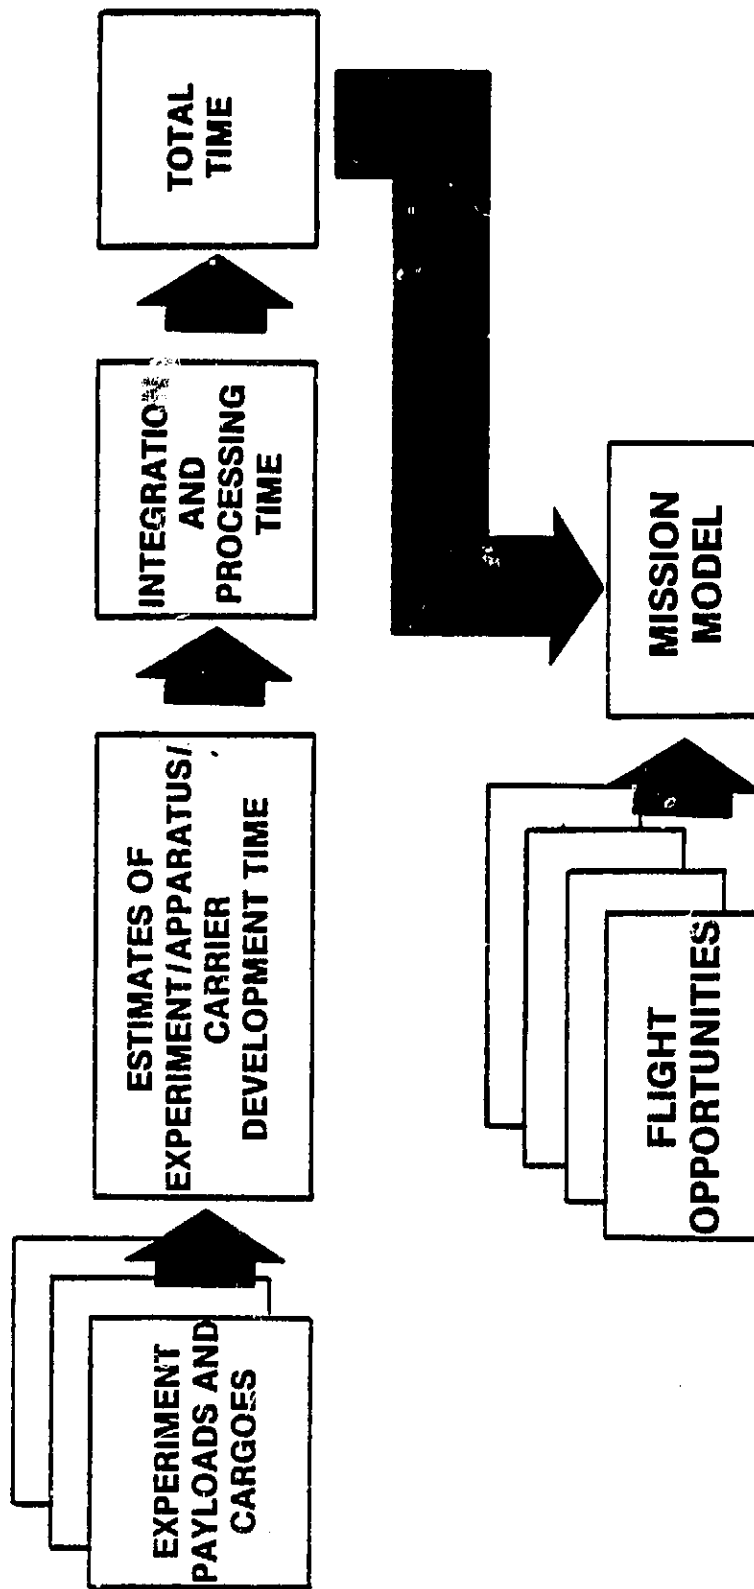 EXPERIMENT
PAYLOADS AND
CARGOES
ESTIMATES OF
EXPERIMENT/APPARATUS/
CARRIER
DEVELOPMENT TIME
INTEGRATION
AND
PROCESSING
TIME
TOTAL
TIME
FLIGHT
OPPORTUNITIES
MISSION
MODEL